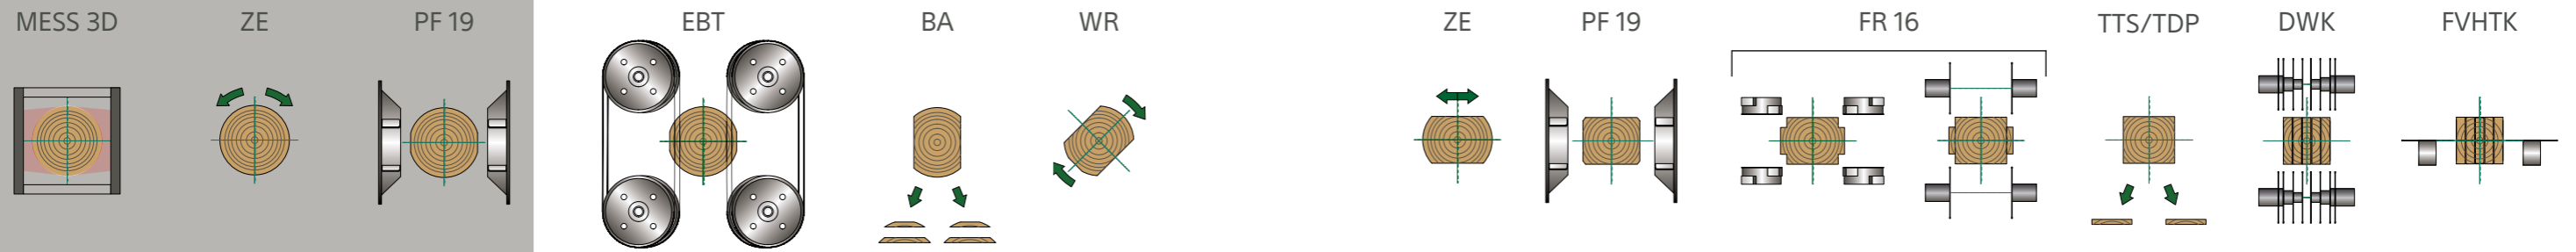 MESS 3D ZE PF 19 EBT BA WR ZE PF 19 FR 16 TTS/TDP DWK FVHTK